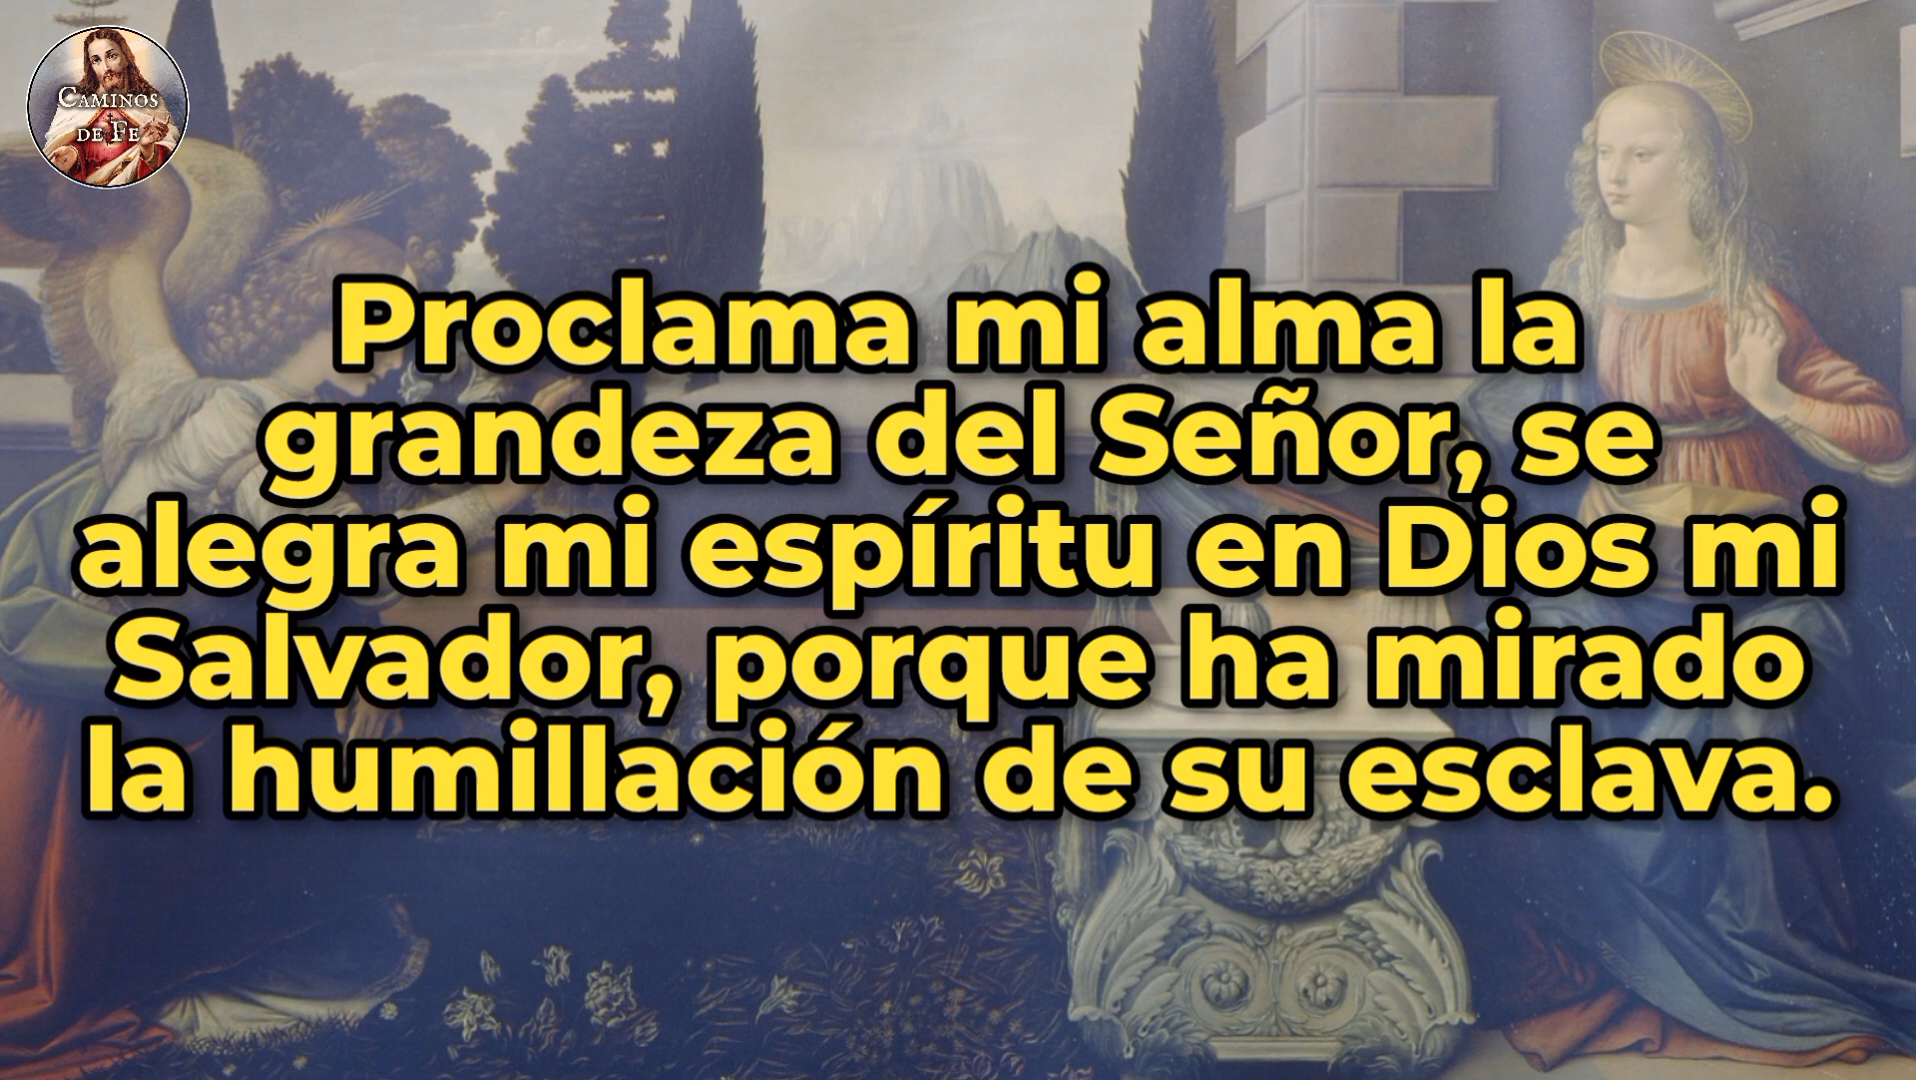 CAMINOS
DE FE
Proclama mi alma la
grandeza del Señor, se
alegra mi espíritu en Dios mi
Salvador, porque ha mirado
la humillación de su esclava.